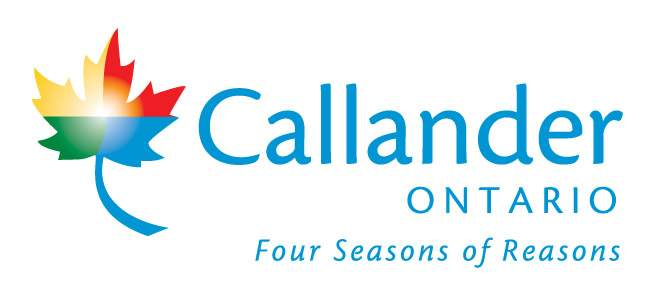 Callander
ONTARIO
Four Seasons of Reasons